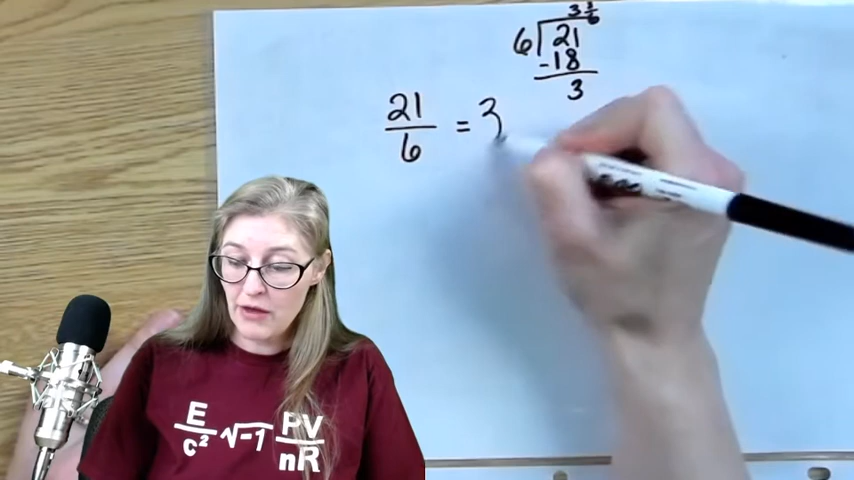 3 3/6
6 21
-18
3
21/6 = 3
E/c² √-1 PV/nR